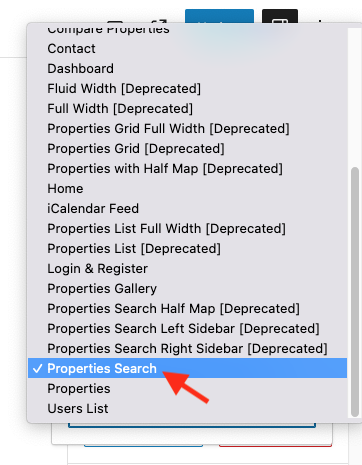 Compare Properties
Contact
Dashboard
Fluid Width [Deprecated]
Full Width [Deprecated]
Properties Grid Full Width [Deprecated]
Properties Grid [Deprecated]
Properties with Half Map [Deprecated]
Home
iCalendar Feed
Properties List Full Width [Deprecated]
Properties List [Deprecated]
Login & Register
Properties Gallery
Properties Search Half Map [Deprecated]
Properties Search Left Sidebar [Deprecated]
Properties Search Right Sidebar [Deprecated]
✓ Properties Search
Properties
Users List